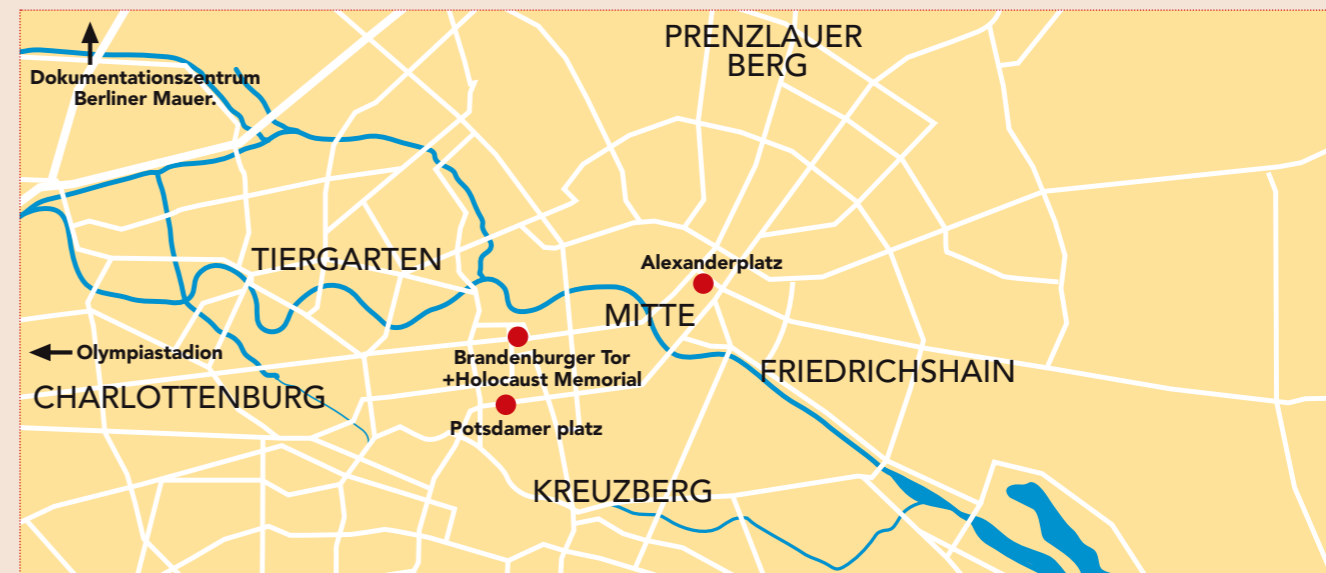 PRENZLAUER
BERG
Dokumentationszentrum
Berliner Mauer.
TIERGARTEN
Alexanderplatz
MITTE
Olympiastadion
Brandenburger Tor
+Holocaust Memorial
FRIEDRICHSHAIN
CHARLOTTENBURG
Potsdamer platz
KREUZBERG